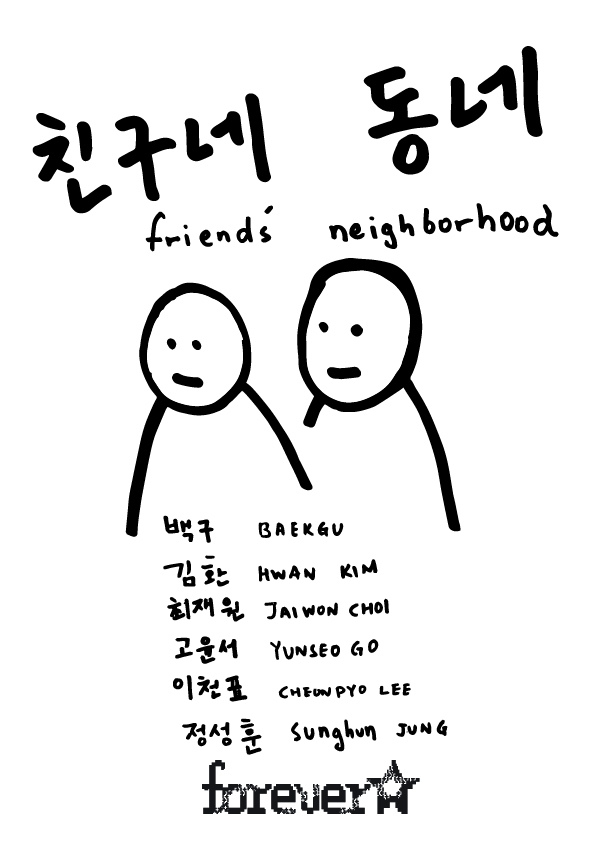 친구네 동네
friends' neighborhood
백구 BAEKGU
김환 HWAN KIM
최재원 JAIWON CHOI
고윤서 YUNSEO GO
이천표 CHEONPYO LEE
정성훈 Sunghun JUNG
forever☆